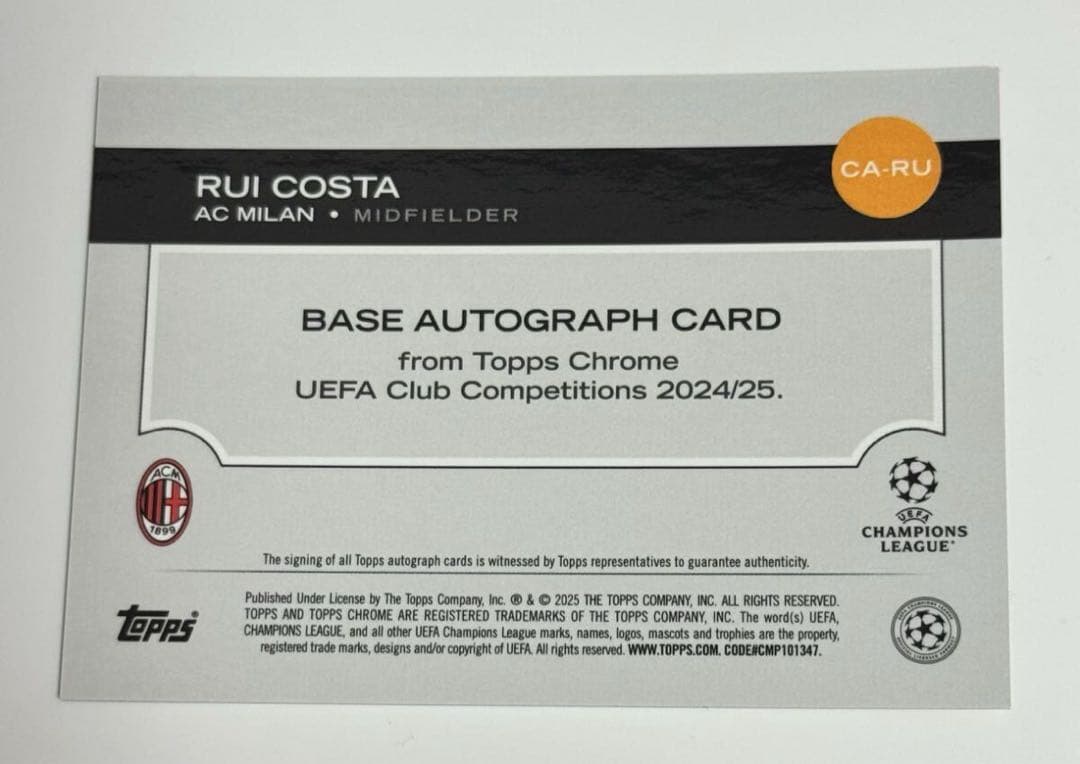 RUI COSTA
AC MILAN • MIDFIELDER
CA-RU
BASE AUTOGRAPH CARD
from Topps Chrome
UEFA Club Competitions 2024/25.
ACM
1899
UEFA
CHAMPIONS
LEAGUE
The signing of all Topps autograph cards is witnessed by Topps representatives to guarantee authenticity.
topps®
Published Under License by The Topps Company, Inc. ® & © 2025 THE TOPPS COMPANY, INC. ALL RIGHTS RESERVED.
TOPPS AND TOPPS CHROME ARE REGISTERED TRADEMARKS OF THE TOPPS COMPANY, INC. The word(s) UEFA,
CHAMPIONS LEAGUE, and all other UEFA Champions League marks, names, logos, mascots and trophies are the property,
registered trade marks, designs and/or copyright of UEFA. All rights reserved. WWW.TOPPS.COM. CODE#CMP101347.